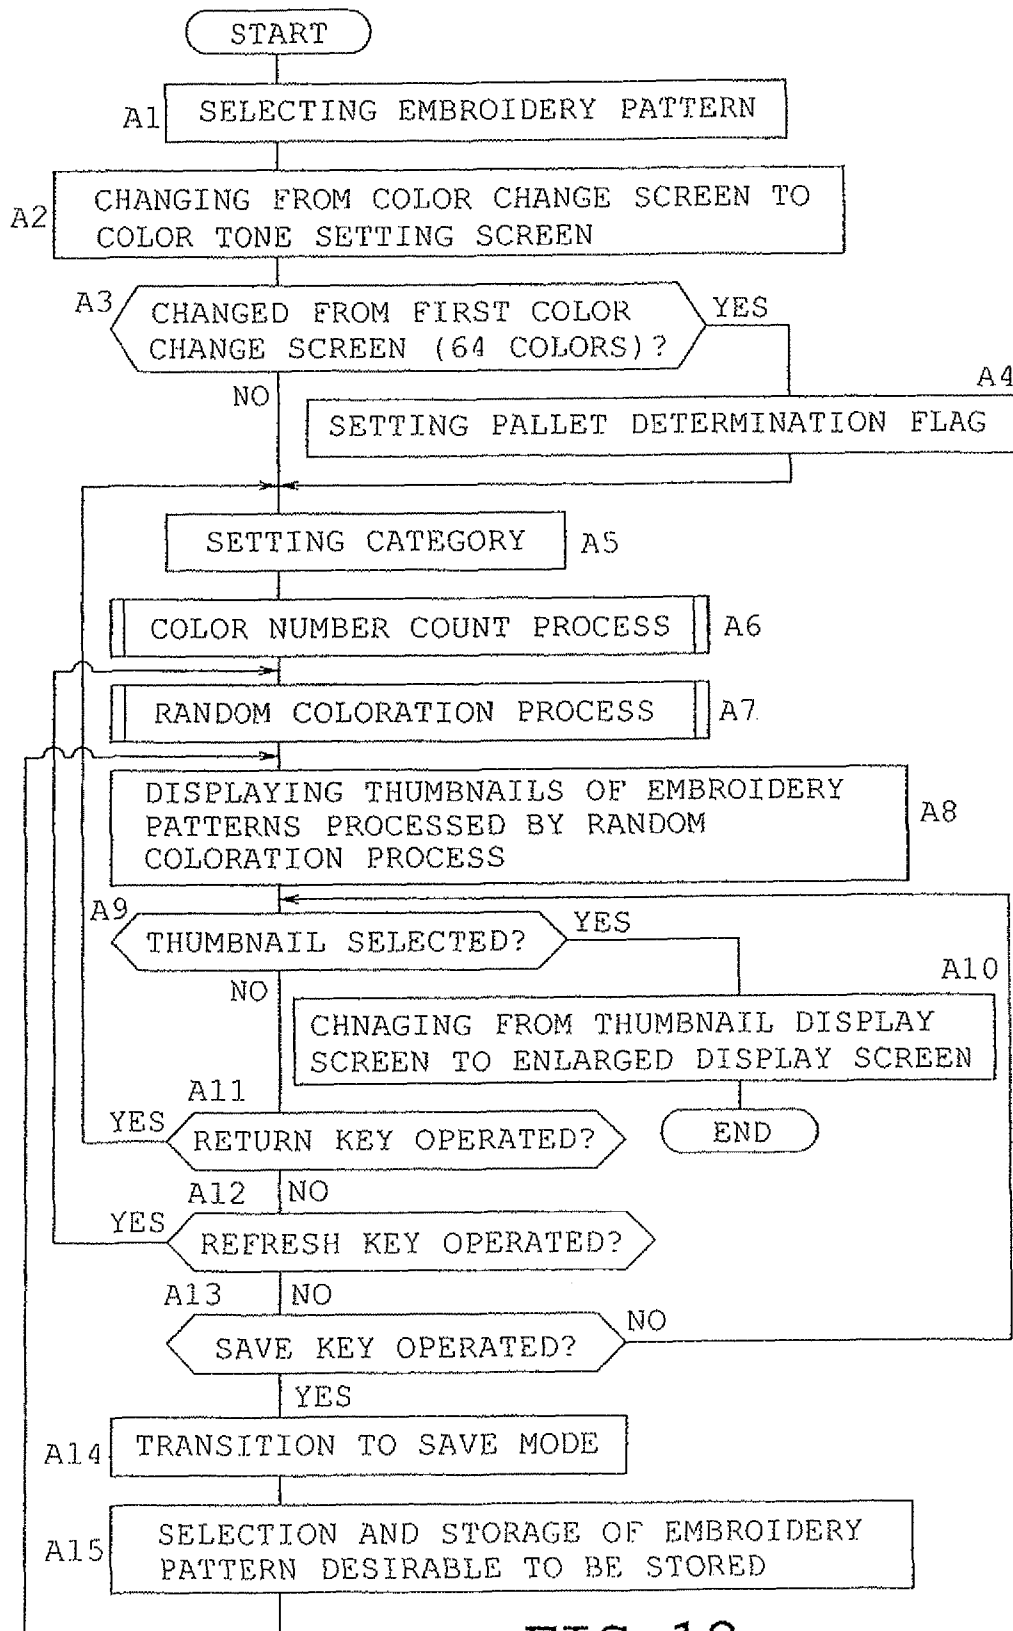 START
A1
SELECTING EMBROIDERY PATTERN
A2
CHANGING FROM COLOR CHANGE SCREEN TO
COLOR TONE SETTING SCREEN
A3
CHANGED FROM FIRST COLOR
CHANGE SCREEN (64 COLORS)?
YES
NO
A4
SETTING PALLET DETERMINATION FLAG
SETTING CATEGORY
A5
COLOR NUMBER COUNT PROCESS
A6
RANDOM COLORATION PROCESS
A7
DISPLAYING THUMBNAILS OF EMBROIDERY
PATTERNS PROCESSED BY RANDOM
COLORATION PROCESS
A8
A9
THUMBNAIL SELECTED?
YES
NO
A10
CHNAGING FROM THUMBNAIL DISPLAY
SCREEN TO ENLARGED DISPLAY SCREEN
END
A11
YES
RETURN KEY OPERATED?
A12
NO
YES
REFRESH KEY OPERATED?
A13
NO
SAVE KEY OPERATED?
NO
YES
A14
TRANSITION TO SAVE MODE
A15
SELECTION AND STORAGE OF EMBROIDERY
PATTERN DESIRABLE TO BE STORED